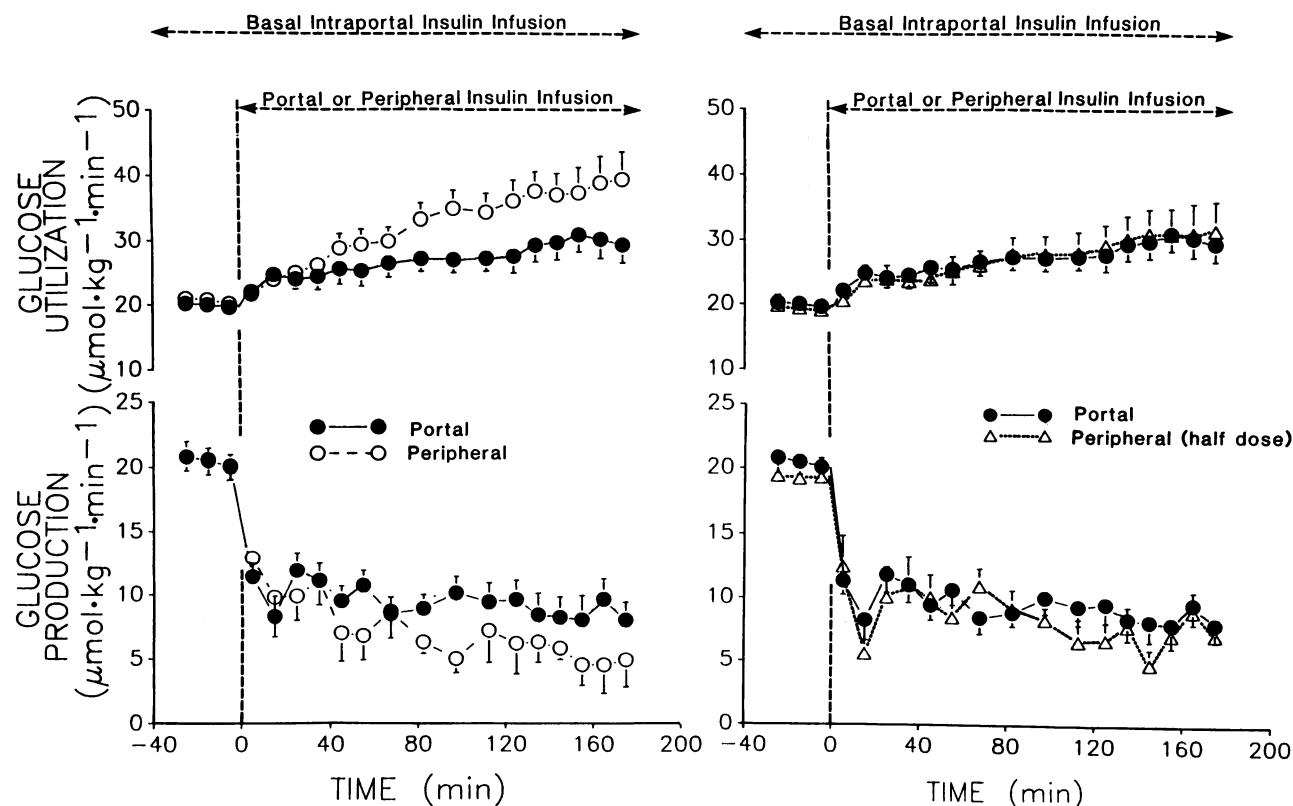 Basal Intraportal Insulin Infusion
Portal or Peripheral Insulin Infusion
GLUCOSE
UTILIZATION
(μmol·kg−1·min−1)
50
40
30
20
10
GLUCOSE
PRODUCTION
(μmol·kg−1·min−1)
25
20
15
10
5
0
Portal
Peripheral
−40 0 40 80 120 160 200
TIME (min)
Basal Intraportal Insulin Infusion
Portal or Peripheral Insulin Infusion
50
40
30
20
10
25
20
15
10
5
0
Portal
Peripheral (half dose)
−40 0 40 80 120 160 200
TIME (min)